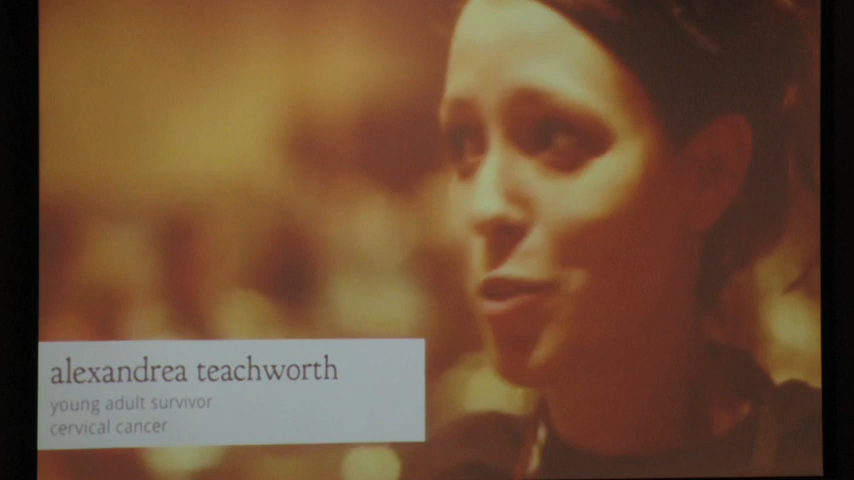 alexandrea teachworth
young adult survivor
cervical cancer